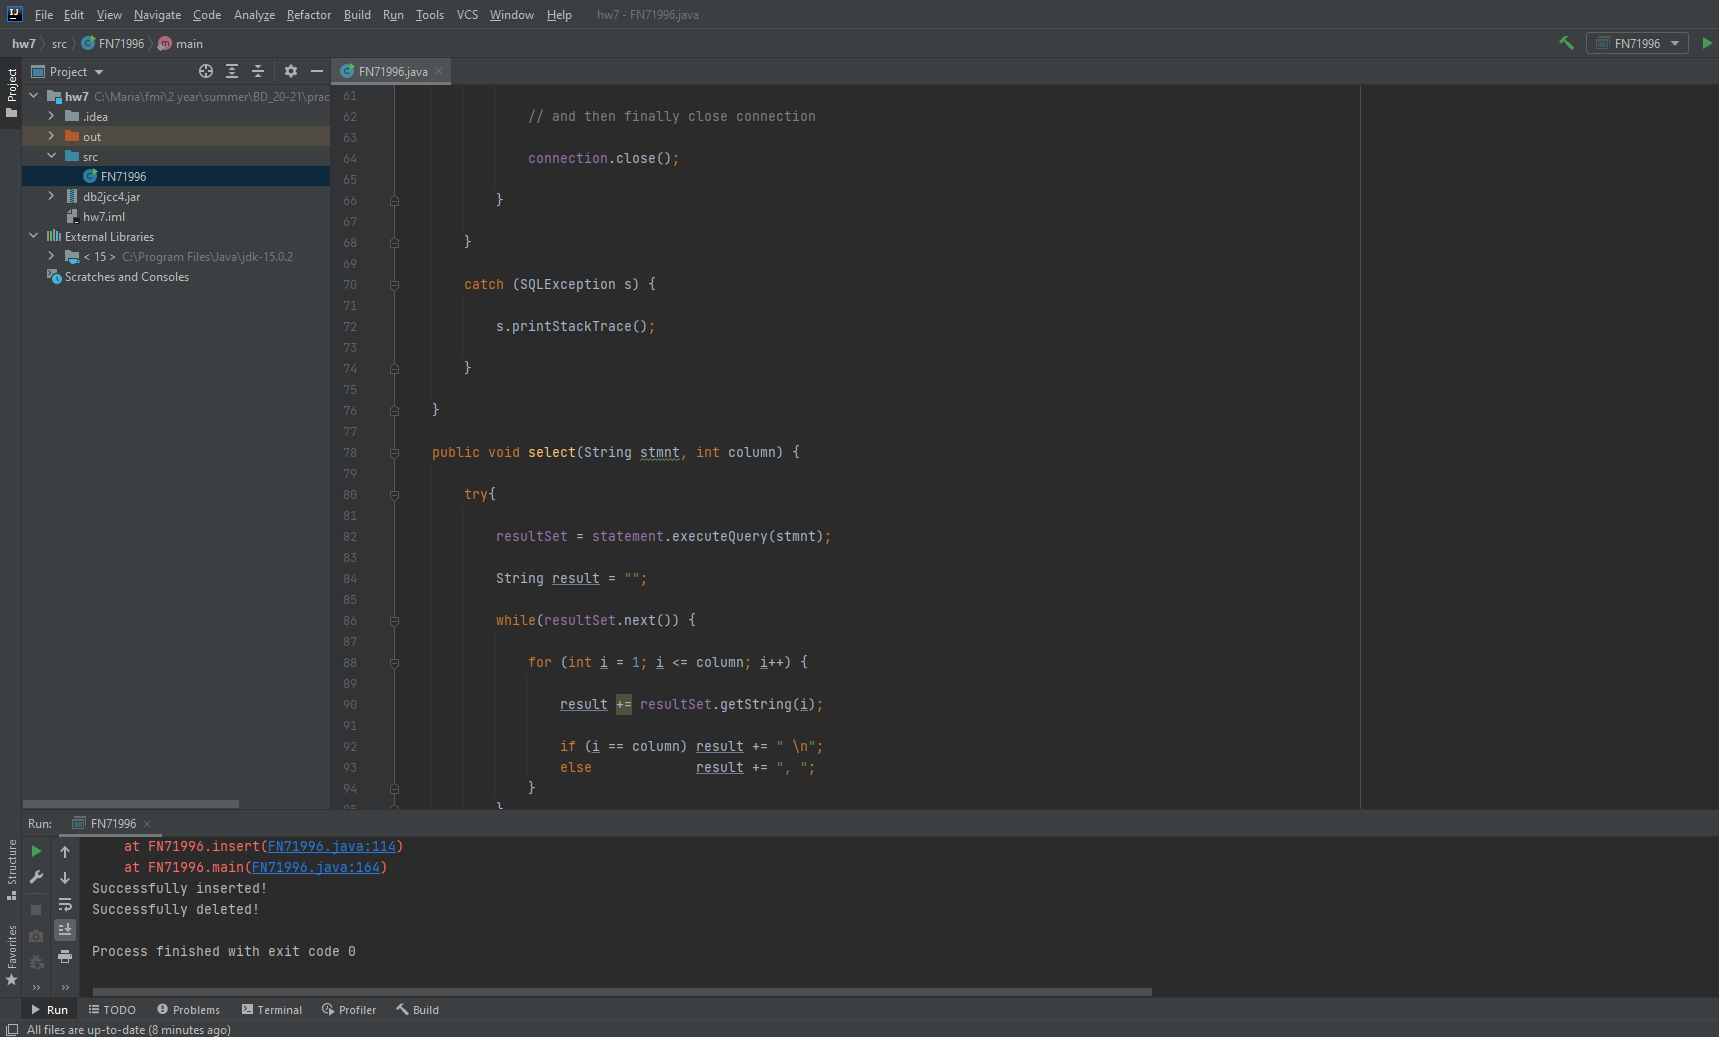 File Edit View Navigate Code Analyze Refactor Build Run Tools VCS Window Help hw7 - FN71996.java
hw7 src FN71996 main
FN71996
Project
Project
FN71996.java
hw7 C:\Maria\fmi\2 year\summer\BD_20-21\prac
.idea
out
src
FN71996
db2jcc4.jar
hw7.iml
External Libraries
< 15 > C:\Program Files\Java\jdk-15.0.2
Scratches and Consoles
61
62 // and then finally close connection
63
64 connection.close();
65
66 }
67
68 }
69
70 catch (SQLException s) {
71
72 s.printStackTrace();
73
74 }
75
76 }
77
78 public void select(String stmnt, int column) {
79
80 try{
81
82 resultSet = statement.executeQuery(stmnt);
83
84 String result = "";
85
86 while(resultSet.next()) {
87
88 for (int i = 1; i <= column; i++) {
89
90 result += resultSet.getString(i);
91
92 if (i == column) result += " \n";
93 else result += ", ";
94 }
95 }
Run: FN71996
at FN71996.insert(FN71996.java:114)
at FN71996.main(FN71996.java:164)
Successfully inserted!
Successfully deleted!
Process finished with exit code 0
Structure
Favorites
Run TODO Problems Terminal Profiler Build
All files are up-to-date (8 minutes ago)